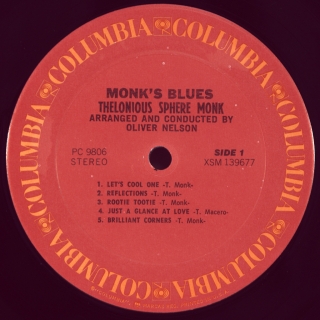 COLUMBIA COLUMBIA COLUMBIA COLUMBIA COLUMBIA COLUMBIA
MONK'S BLUES
THELONIOUS SPHERE MONK
ARRANGED AND CONDUCTED BY
OLIVER NELSON
PC 9806 SIDE 1
STEREO XSM 139677
1. LET'S COOL ONE -T. Monk-
2. REFLECTIONS -T. Monk-
3. ROOTIE TOOTIE -T. Monk-
4. JUST A GLANCE AT LOVE -T. Macero-
5. BRILLIANT CORNERS -T. Monk-